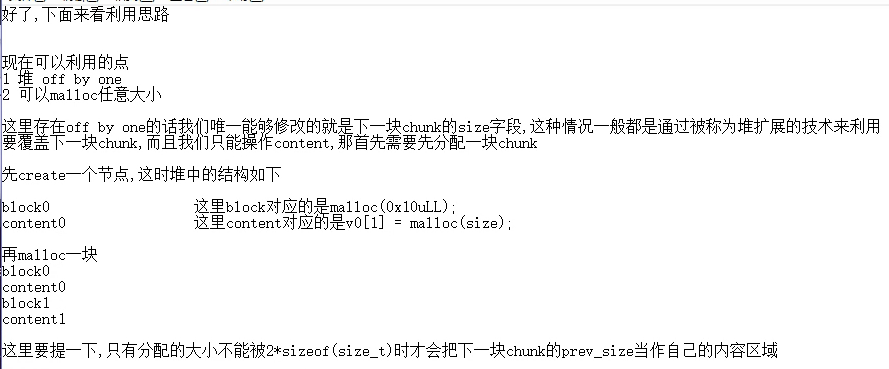 好了,下面来看利用思路
现在可以利用的点
1 堆 off by one
2 可以malloc任意大小
这里存在off by one的话我们唯一能够修改的就是下一块chunk的size字段,这种情况一般都是通过被称为堆扩展的技术来利用
要覆盖下一块chunk,而且我们只能操作content,那首先需要先分配一块chunk
先create一个节点,这时堆中的结构如下
block0 这里block对应的是malloc(0x10uLL);
content0 这里content对应的是v0[1] = malloc(size);
再malloc一块
block0
content0
block1
content1
这里要提一下,只有分配的大小不能被2*sizeof(size_t)时才会把下一块chunk的prev_size当作自己的内容区域